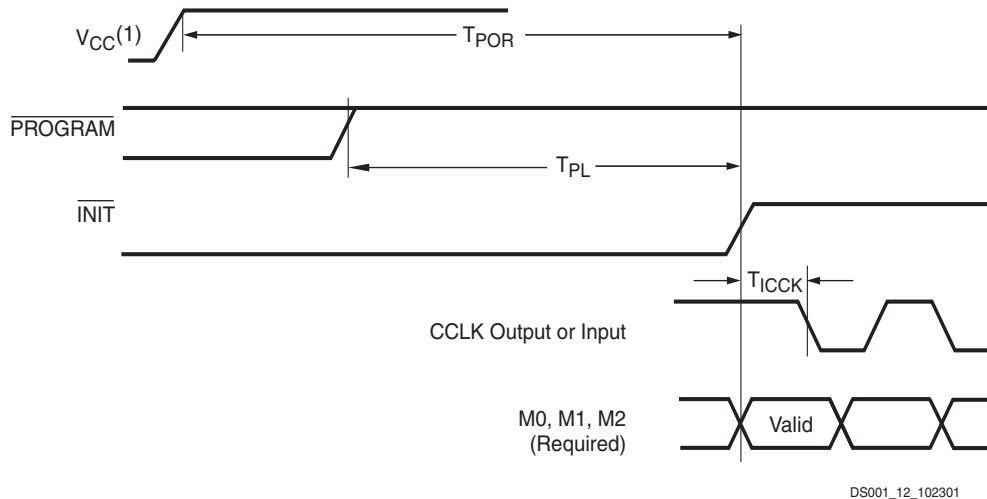 VCC(1)
TPOR
PROGRAM
TPL
INIT
TICCK
CCLK Output or Input
M0, M1, M2
(Required)
Valid
DS001_12_102301